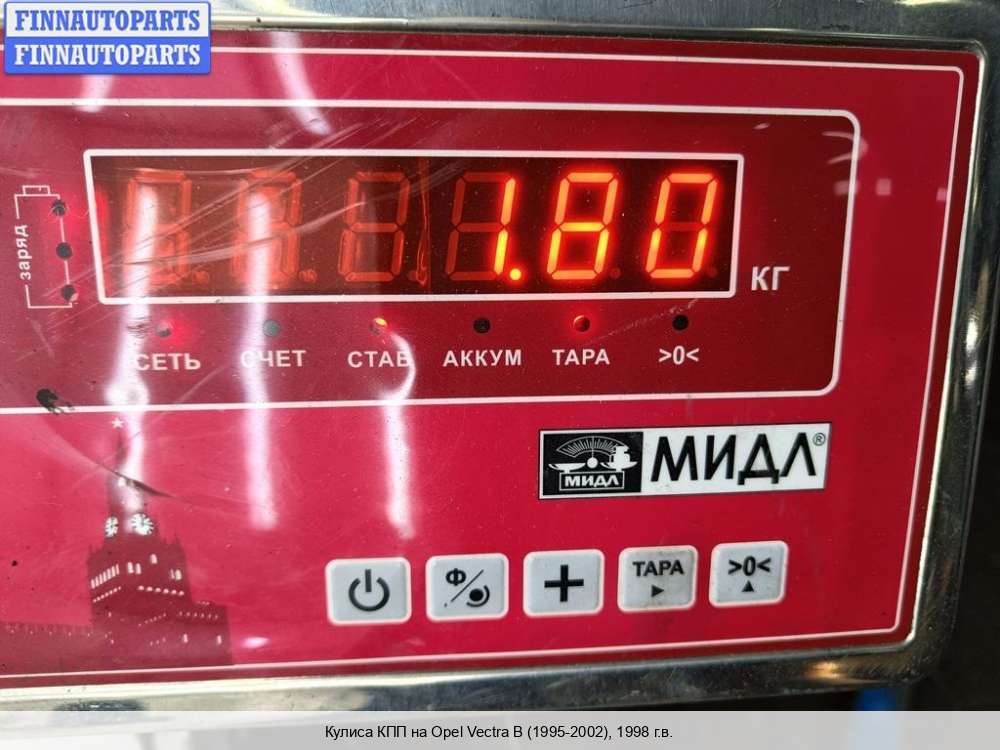 FINNAUTOPARTS
FINNAUTOPARTS
заряд
1.80
КГ
СЕТЬ СЧЕТ СТАБ АККУМ ТАРА >0<
МИДЛ МИДЛ®
Ф ТАРА >0<
Кулиса КПП на Opel Vectra B (1995-2002), 1998 г.в.